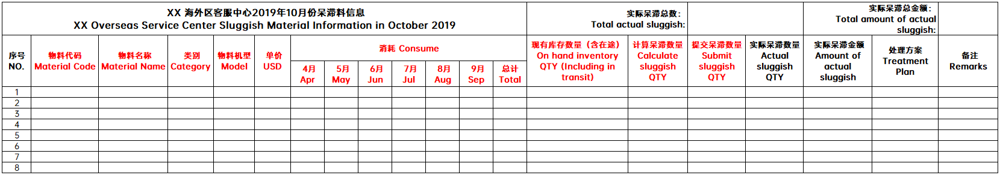 XX 海外区客服中心2019年10月份呆滞料信息
XX Overseas Service Center Sluggish Material Information in October 2019
实际呆滞总数：
Total actual sluggish:
实际呆滞总金额：
Total amount of actual
sluggish:
序号
NO.
物料代码
Material Code
物料名称
Material Name
类别
Category
物料机型
Model
单价
USD
消耗 Consume
4月
Apr
5月
May
6月
Jun
7月
Jul
8月
Aug
9月
Sep
总计
Total
现有库存数量（含在途）
On hand inventory
QTY (Including in
transit)
计算呆滞数量
Calculate
sluggish
QTY
提交呆滞数量
Submit
sluggish
QTY
实际呆滞数量
Actual
sluggish
QTY
实际呆滞金额
Amount of
actual
sluggish
处理方案
Treatment
Plan
备注
Remarks
1
2
3
4
5
6
7
8